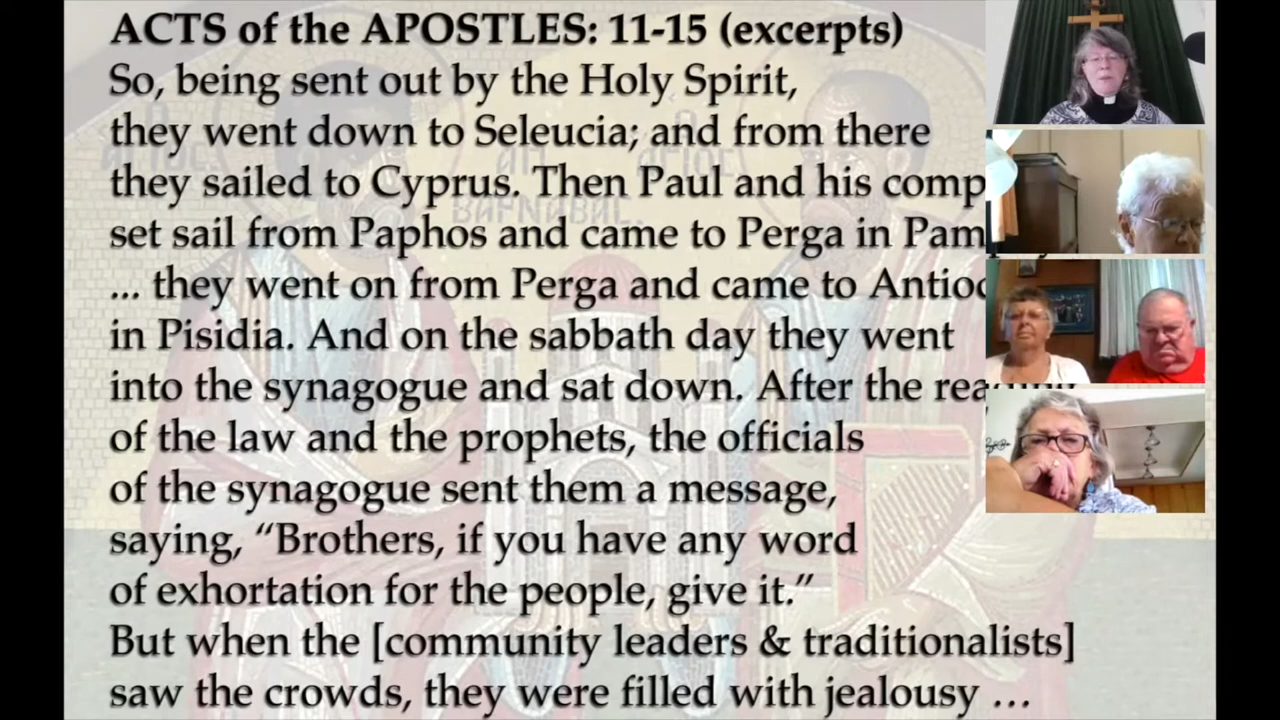 ACTS of the APOSTLES: 11-15 (excerpts)
So, being sent out by the Holy Spirit,
they went down to Seleucia; and from there
they sailed to Cyprus. Then Paul and his comp
set sail from Paphos and came to Perga in Pam
... they went on from Perga and came to Antioc
in Pisidia. And on the sabbath day they went
into the synagogue and sat down. After the rea
of the law and the prophets, the officials
of the synagogue sent them a message,
saying, “Brothers, if you have any word
of exhortation for the people, give it.”
But when the [community leaders & traditionalists]
saw the crowds, they were filled with jealousy …
ΒΑΡΝΑΒΑC